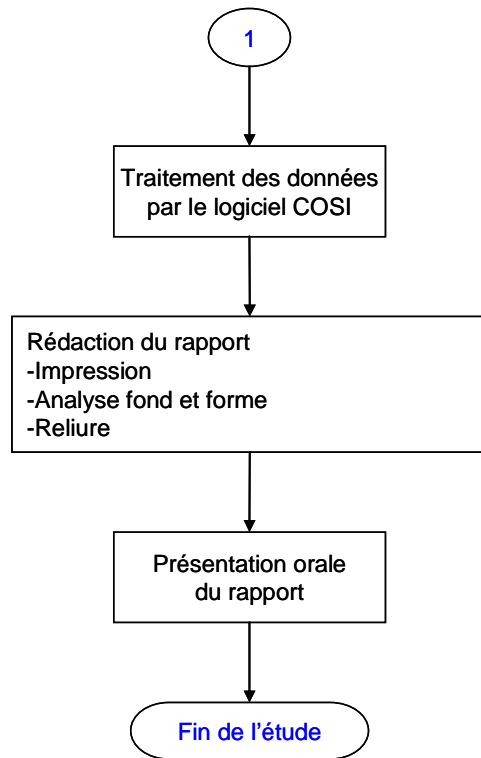 1
Traitement des données
par le logiciel COSI
Rédaction du rapport
-Impression
-Analyse fond et forme
-Reliure
Présentation orale
du rapport
Fin de l’étude